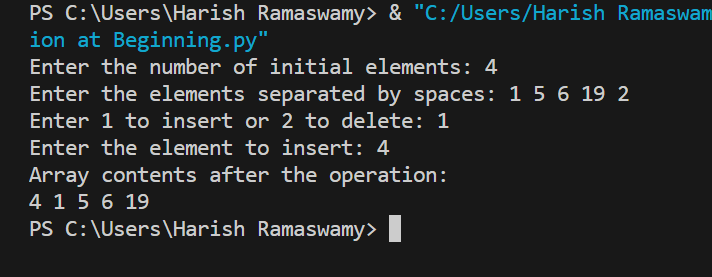 PS C:\Users\Harish Ramaswamy> & "C:/Users/Harish Ramaswam
ion at Beginning.py"
Enter the number of initial elements: 4
Enter the elements separated by spaces: 1 5 6 19 2
Enter 1 to insert or 2 to delete: 1
Enter the element to insert: 4
Array contents after the operation:
4 1 5 6 19
PS C:\Users\Harish Ramaswamy>